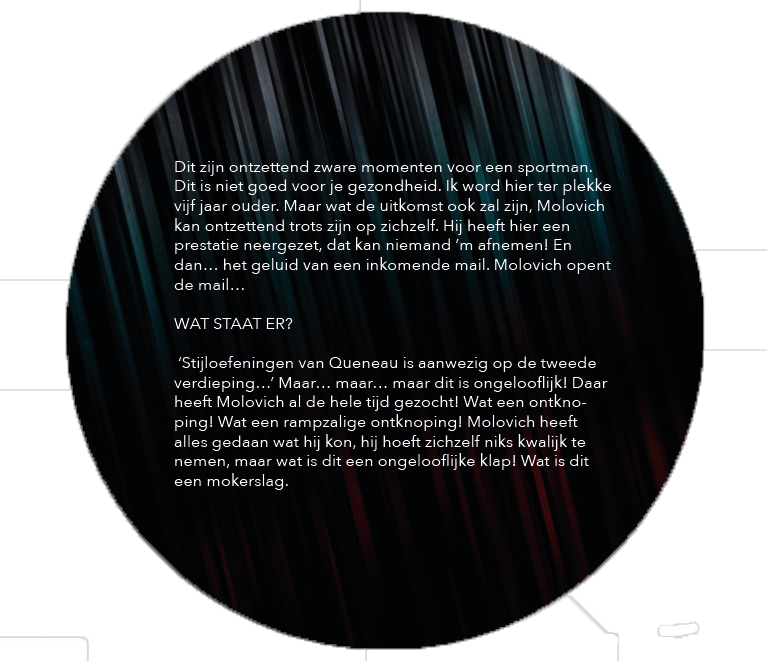 Dit zijn ontzettend zware momenten voor een sportman.
Dit is niet goed voor je gezondheid. Ik word hier ter plekke
vijf jaar ouder. Maar wat de uitkomst ook zal zijn, Molovich
kan ontzettend trots zijn op zichzelf. Hij heeft hier een
prestatie neergezet, dat kan niemand ‘m afnemen! En
dan… het geluid van een inkomende mail. Molovich opent
de mail…
WAT STAAT ER?
‘Stijloefeningen van Queneau is aanwezig op de tweede
verdieping…’ Maar… maar… maar dit is ongelooflijk! Daar
heeft Molovich al de hele tijd gezocht! Wat een ontkno-
ping! Wat een rampzalige ontknoping! Molovich heeft
alles gedaan wat hij kon, hij hoeft zichzelf niks kwalijk te
nemen, maar wat is dit een ongelooflijke klap! Wat is dit
een mokerslag.